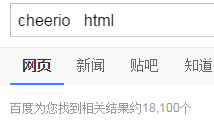 cheerio html
网页 新闻 贴吧 知道
百度为您找到相关结果约18,100个